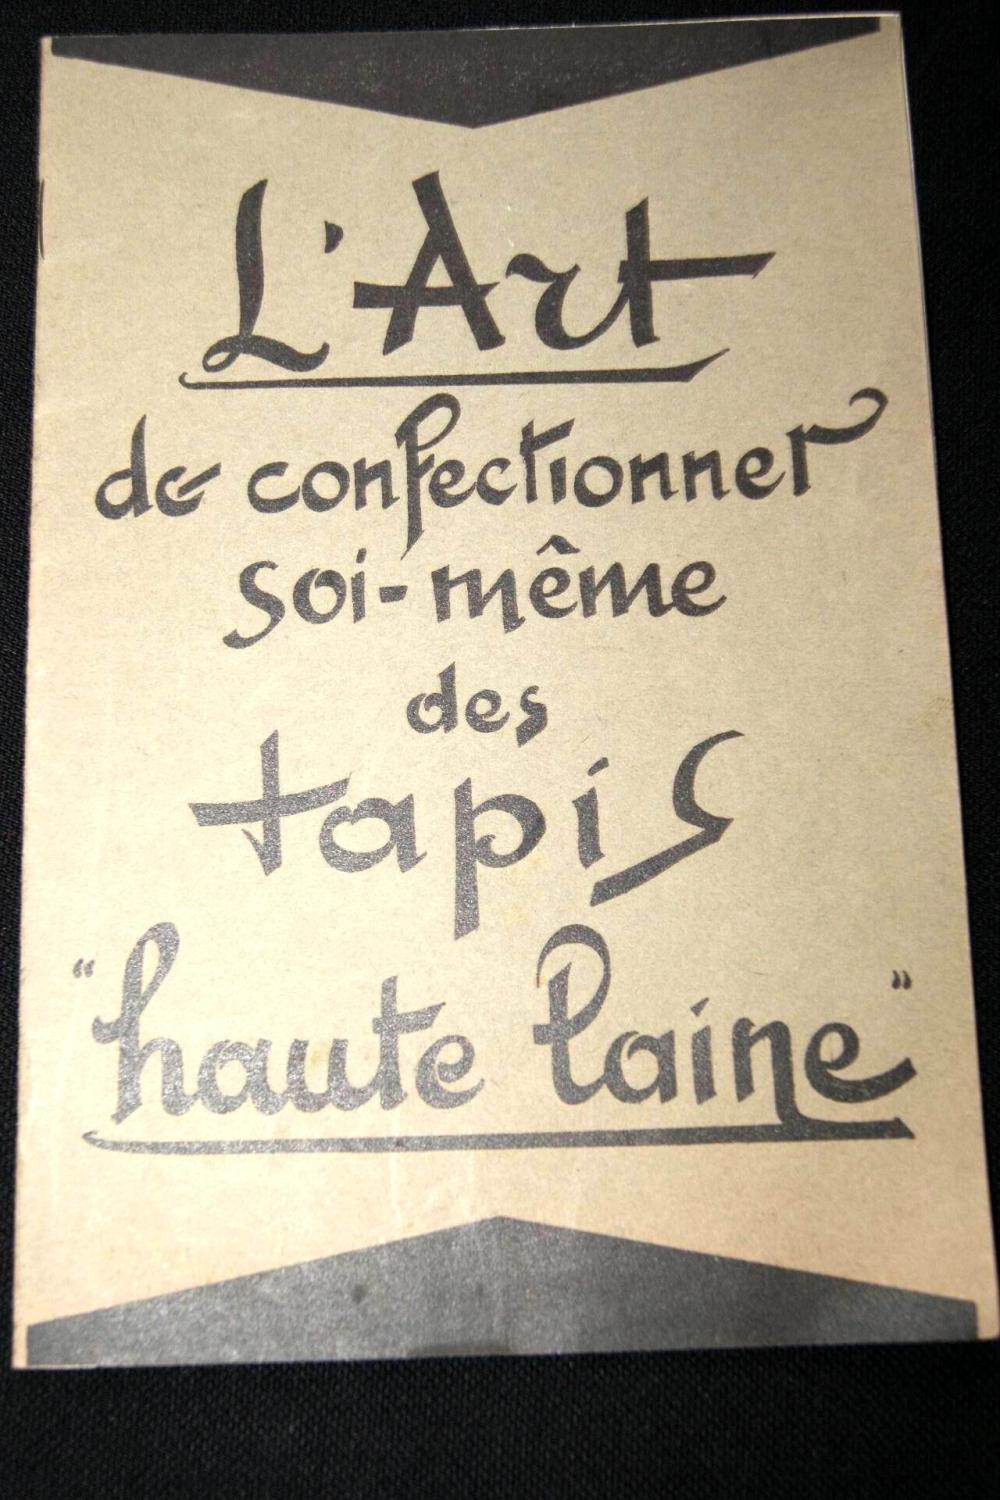 L'Art
de confectionner
soi-même
des
tapis
"haute laine"